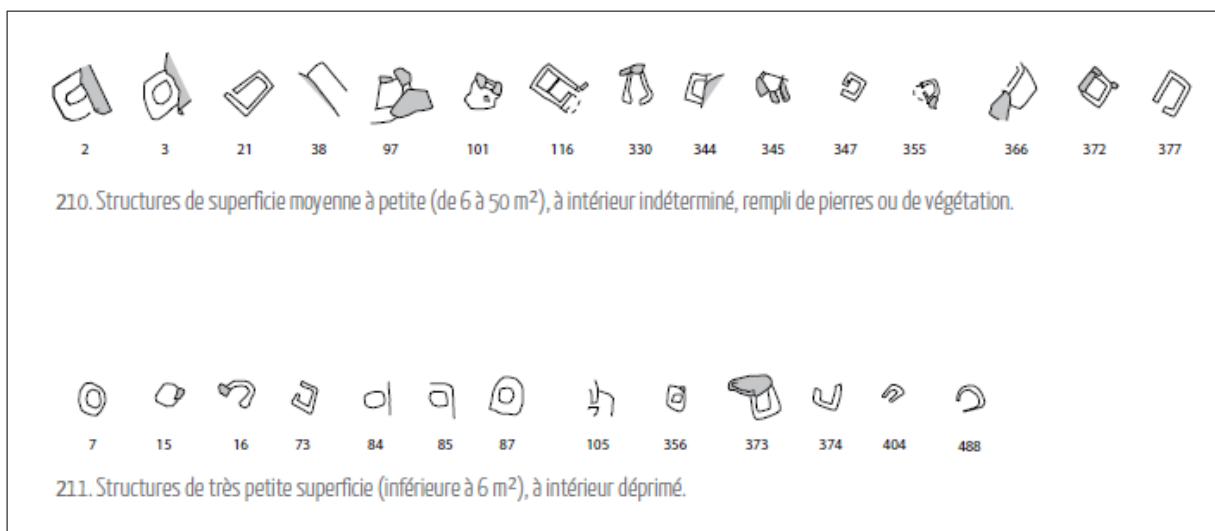 2 3 21 38 97 101 116 330 344 345 347 355 366 372 377
210. Structures de superficie moyenne à petite (de 6 à 50 m²), à intérieur indéterminé, rempli de pierres ou de végétation.
7 15 16 73 84 85 87 105 356 373 374 404 488
211. Structures de très petite superficie (inférieure à 6 m²), à intérieur déprimé.